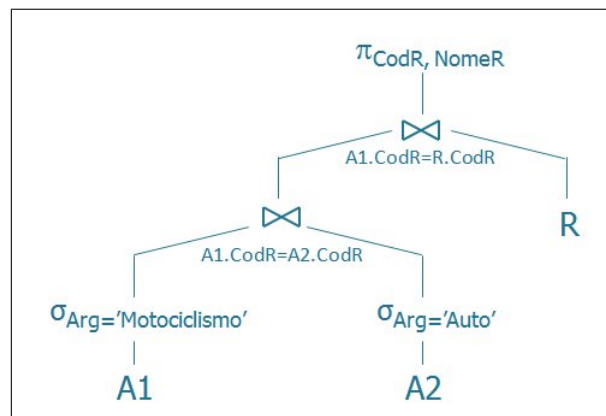 πCodR, NomeR
⋈
A1.CodR=R.CodR
⋈
R
A1.CodR=A2.CodR
σArg='Motociclismo' σArg='Auto'
A1 A2